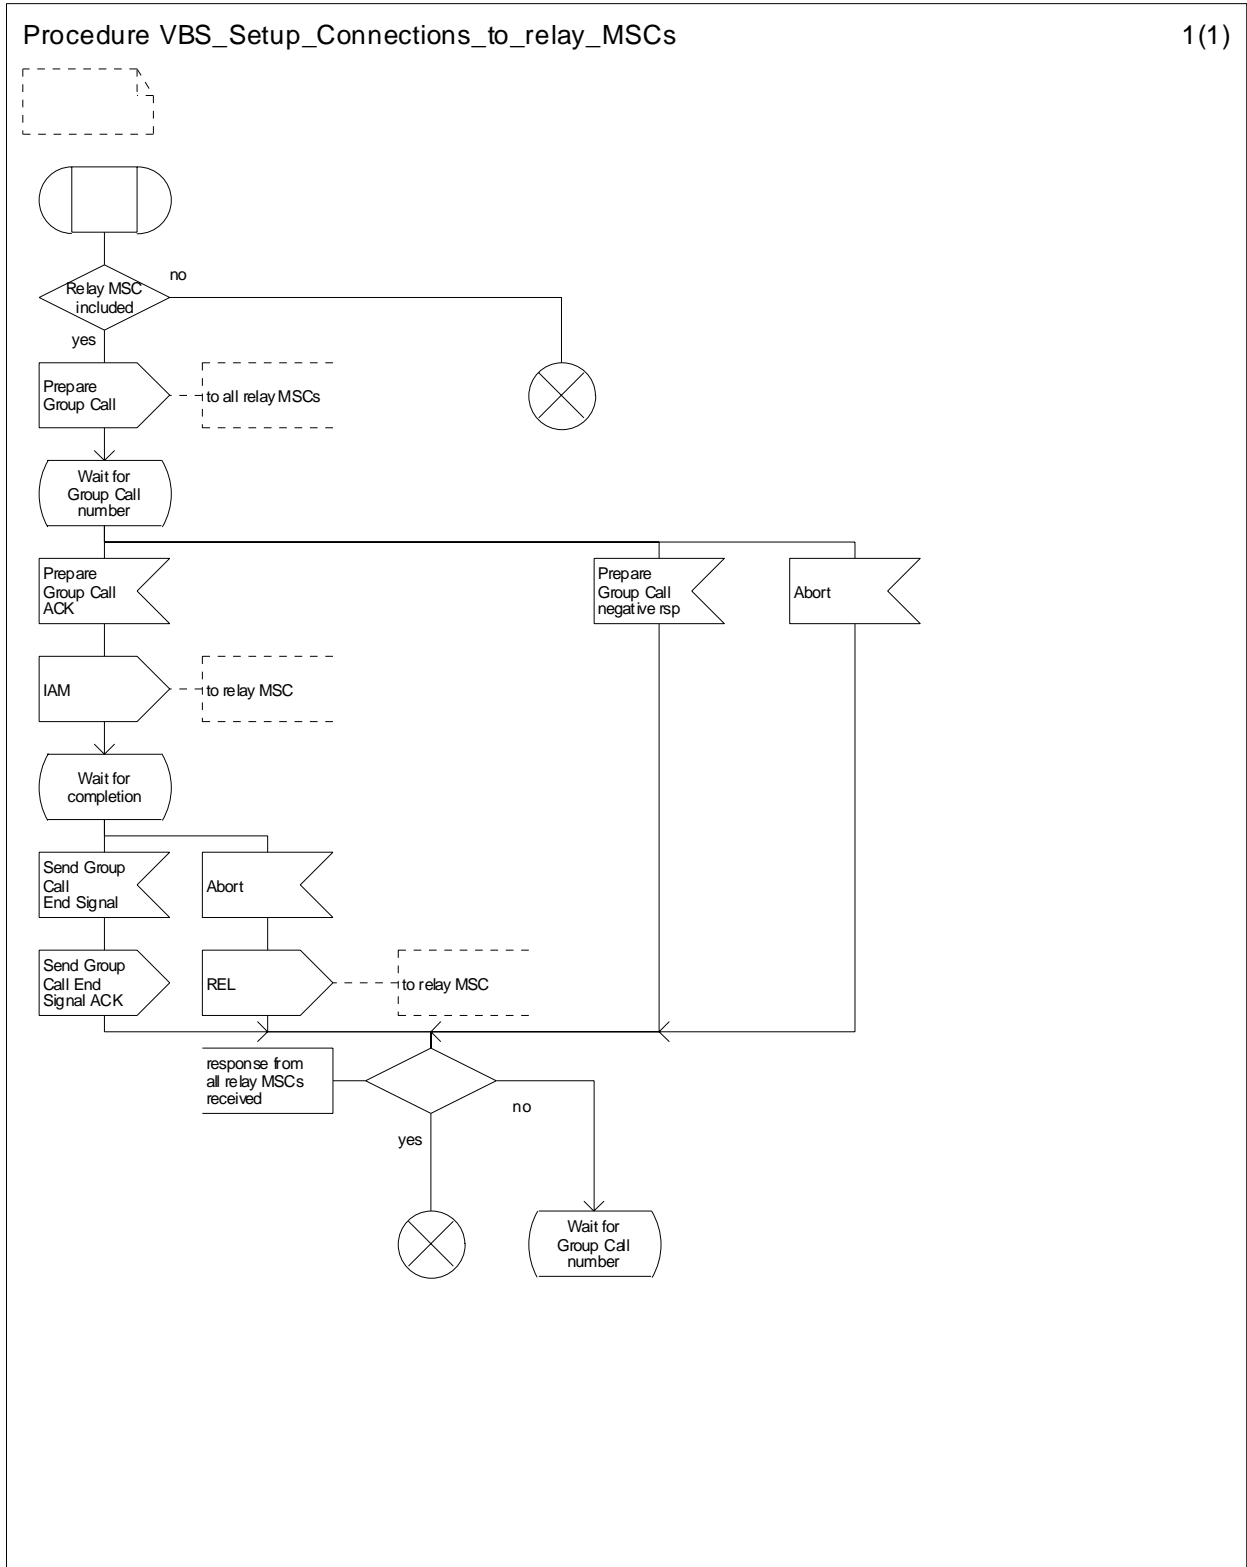 Procedure VBS_Setup_Connections_to_relay_MSCs
1(1)
Relay MSC
included
no
yes
Prepare
Group Call
to all relay MSCs
Wait for
Group Call
number
Prepare
Group Call
ACK
Prepare
Group Call
negative rsp
Abort
IAM
to relay MSC
Wait for
completion
Send Group
Call
End Signal
Abort
Send Group
Call End
Signal ACK
REL
to relay MSC
response from
all relay MSCs
received
no
yes
Wait for
Group Call
number